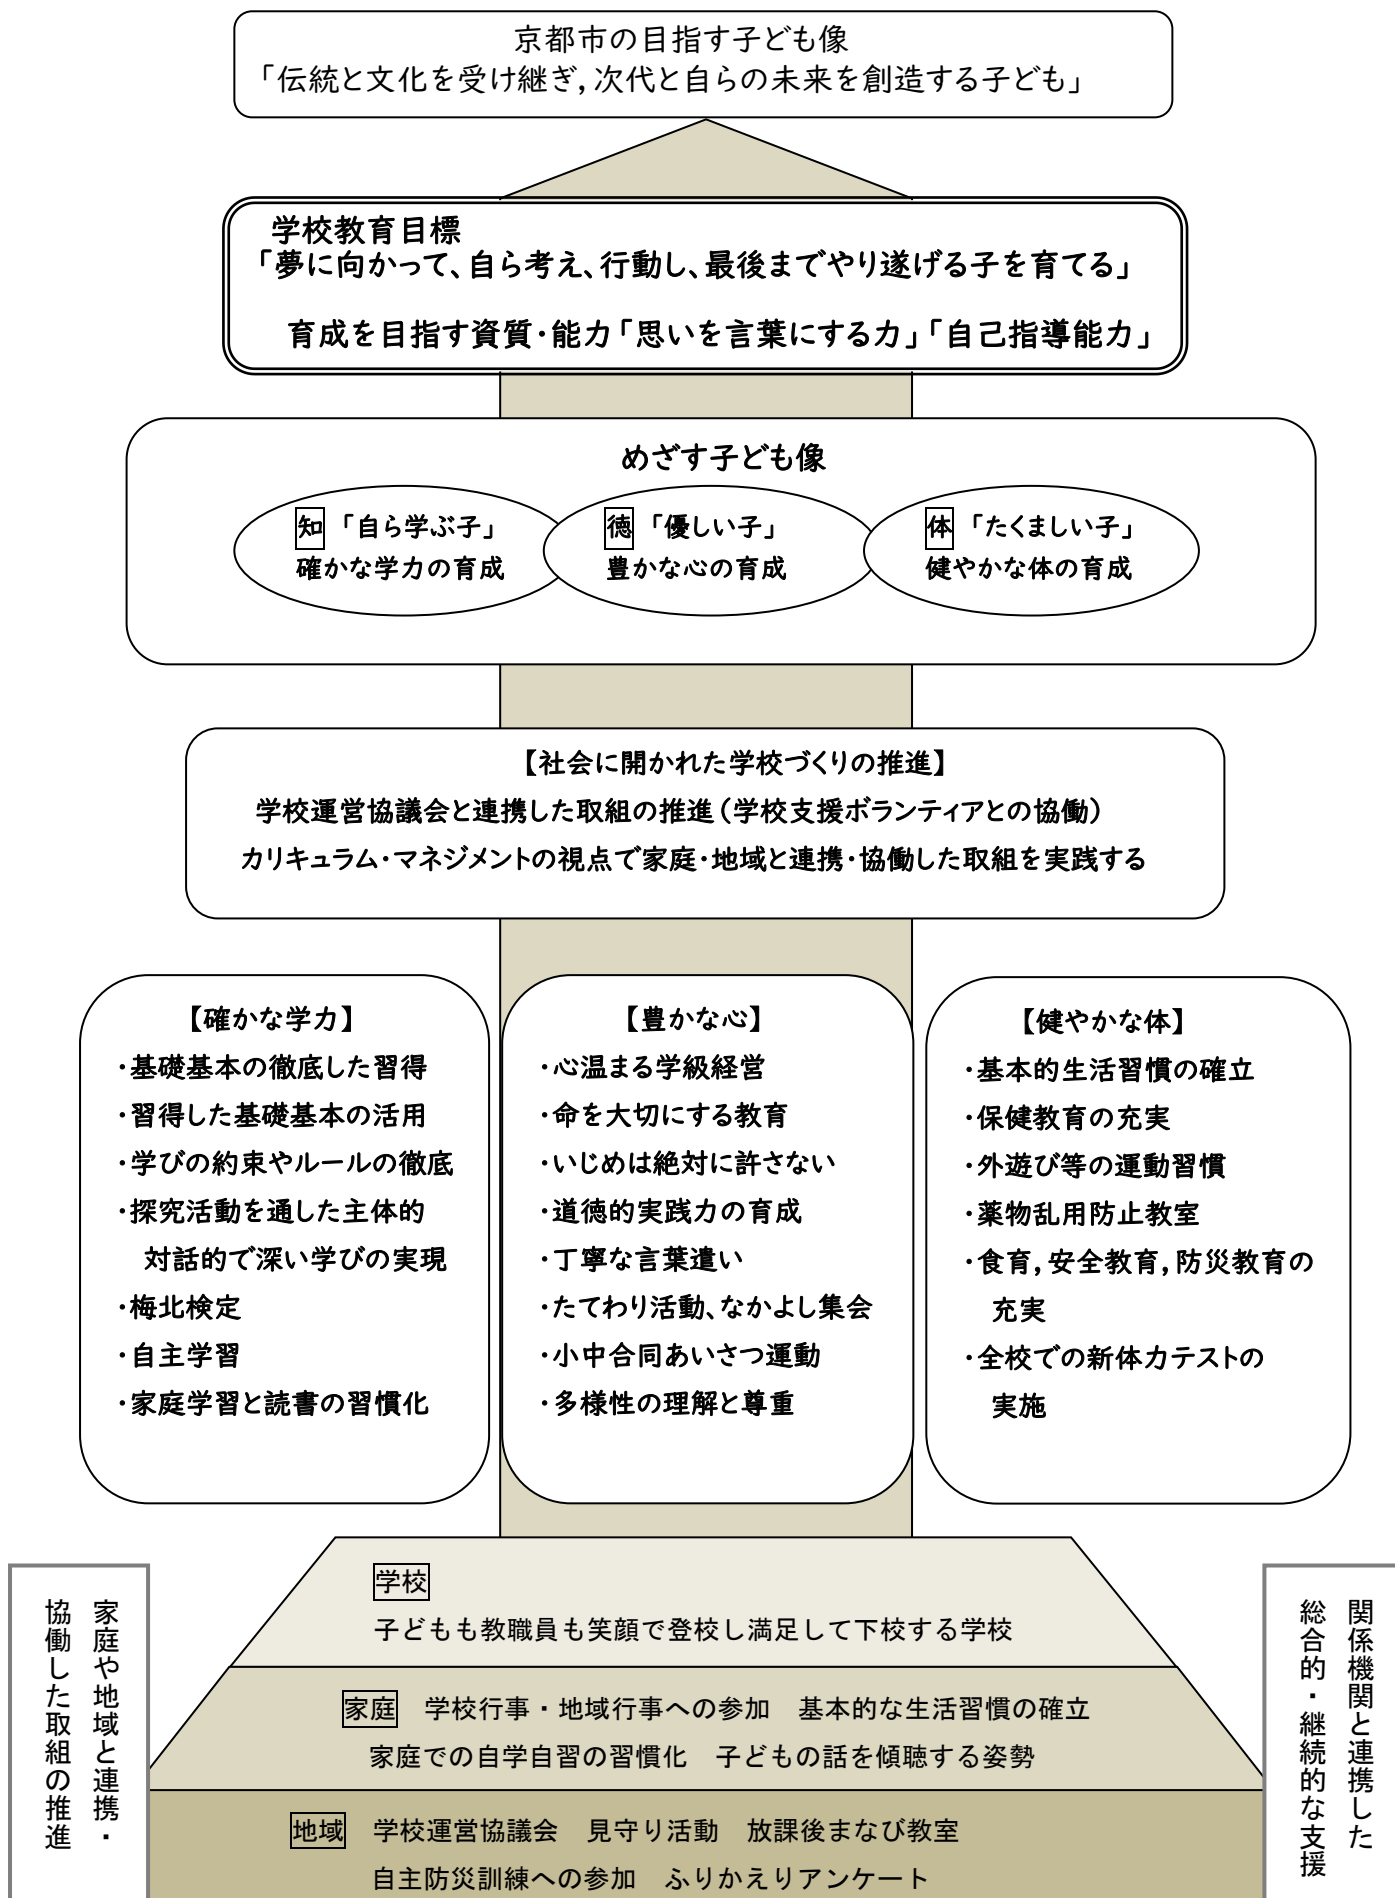 京都市の目指す子ども像
「伝統と文化を受け継ぎ,次代と自らの未来を創造する子ども」
学校教育目標
「夢に向かって、自ら考え、行動し、最後までやり遂げる子を育てる」
育成を目指す資質・能力「思いを言葉にする力」「自己指導能力」
めざす子ども像
知 「自ら学ぶ子」
確かな学力の育成
徳 「優しい子」
豊かな心の育成
体 「たくましい子」
健やかな体の育成
【社会に開かれた学校づくりの推進】
学校運営協議会と連携した取組の推進(学校支援ボランティアとの協働)
カリキュラム・マネジメントの視点で家庭・地域と連携・協働した取組を実践する
【確かな学力】
・基礎基本の徹底した習得
・習得した基礎基本の活用
・学びの約束やルールの徹底
・探究活動を通した主体的
対話的で深い学びの実現
・梅北検定
・自主学習
・家庭学習と読書の習慣化
【豊かな心】
・心温まる学級経営
・命を大切にする教育
・いじめは絶対に許さない
・道徳的実践力の育成
・丁寧な言葉遣い
・たてわり活動、なかよし集会
・小中合同あいさつ運動
・多様性の理解と尊重
【健やかな体】
・基本的生活習慣の確立
・保健教育の充実
・外遊び等の運動習慣
・薬物乱用防止教室
・食育,安全教育,防災教育の
充実
・全校での新体力テストの
実施
学校
子どもも教職員も笑顔で登校し満足して下校する学校
家庭 学校行事・地域行事への参加 基本的な生活習慣の確立
家庭での自学自習の習慣化 子どもの話を傾聴する姿勢
地域 学校運営協議会 見守り活動 放課後まなび教室
自主防災訓練への参加 ふりかえりアンケート
家庭や地域と連携・
協働した取組の推進
関係機関と連携した
総合的・継続的な支援